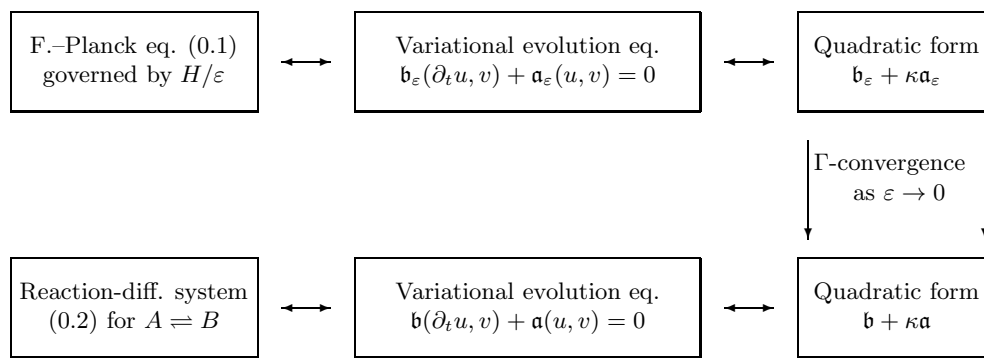 F.–Planck eq. (0.1)
governed by H/ε
Variational evolution eq.
𝔟_ε(∂_t u, v) + 𝔞_ε(u, v) = 0
Quadratic form
𝔟_ε + κ𝔞_ε
Γ-convergence
as ε → 0
Reaction-diff. system
(0.2) for A ⇌ B
Variational evolution eq.
𝔟(∂_t u, v) + 𝔞(u, v) = 0
Quadratic form
𝔟 + κ𝔞